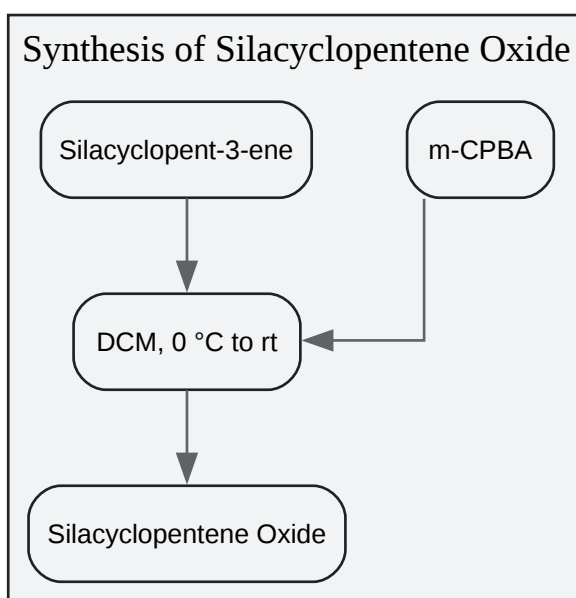 Synthesis of Silacyclopentene Oxide
Silacyclopent-3-ene
m-CPBA
DCM, 0 °C to rt
Silacyclopentene Oxide